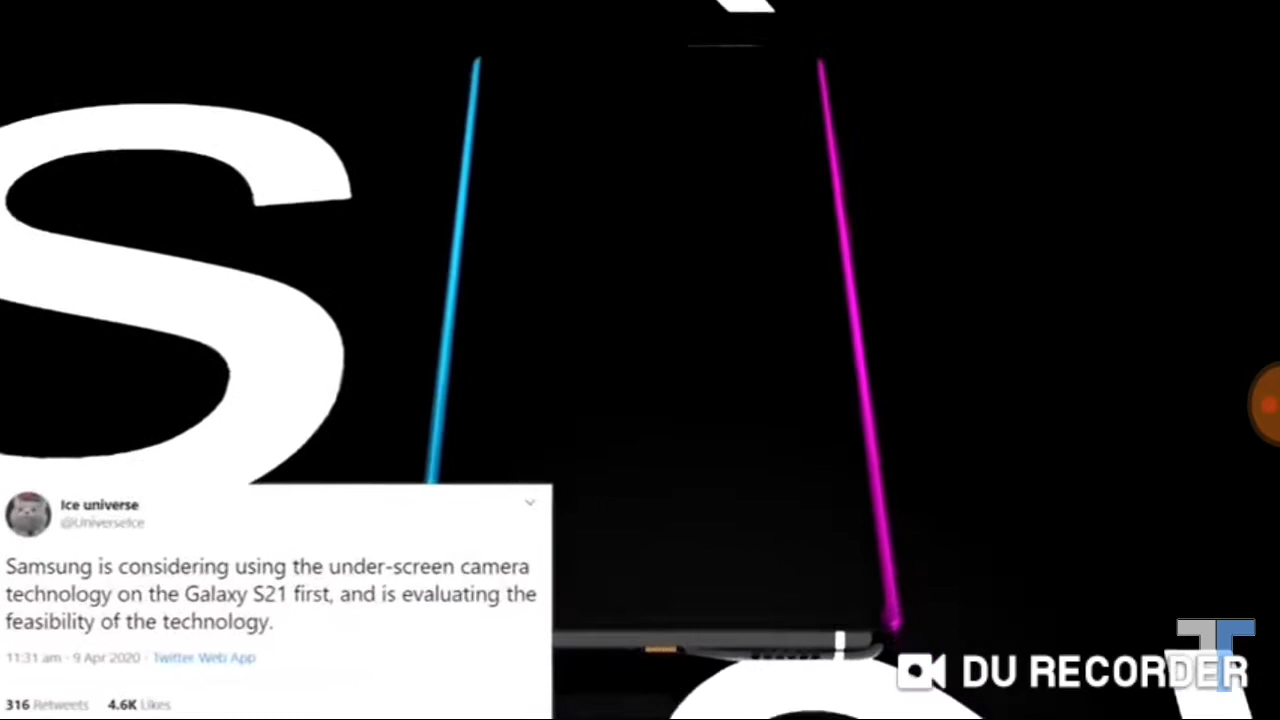 S
Ice universe
@UniverseIce
Samsung is considering using the under-screen camera
technology on the Galaxy S21 first, and is evaluating the
feasibility of the technology.
11:31 am · 9 Apr 2020 · Twitter Web App
316 Retweets 4.6K Likes
DU RECORDER